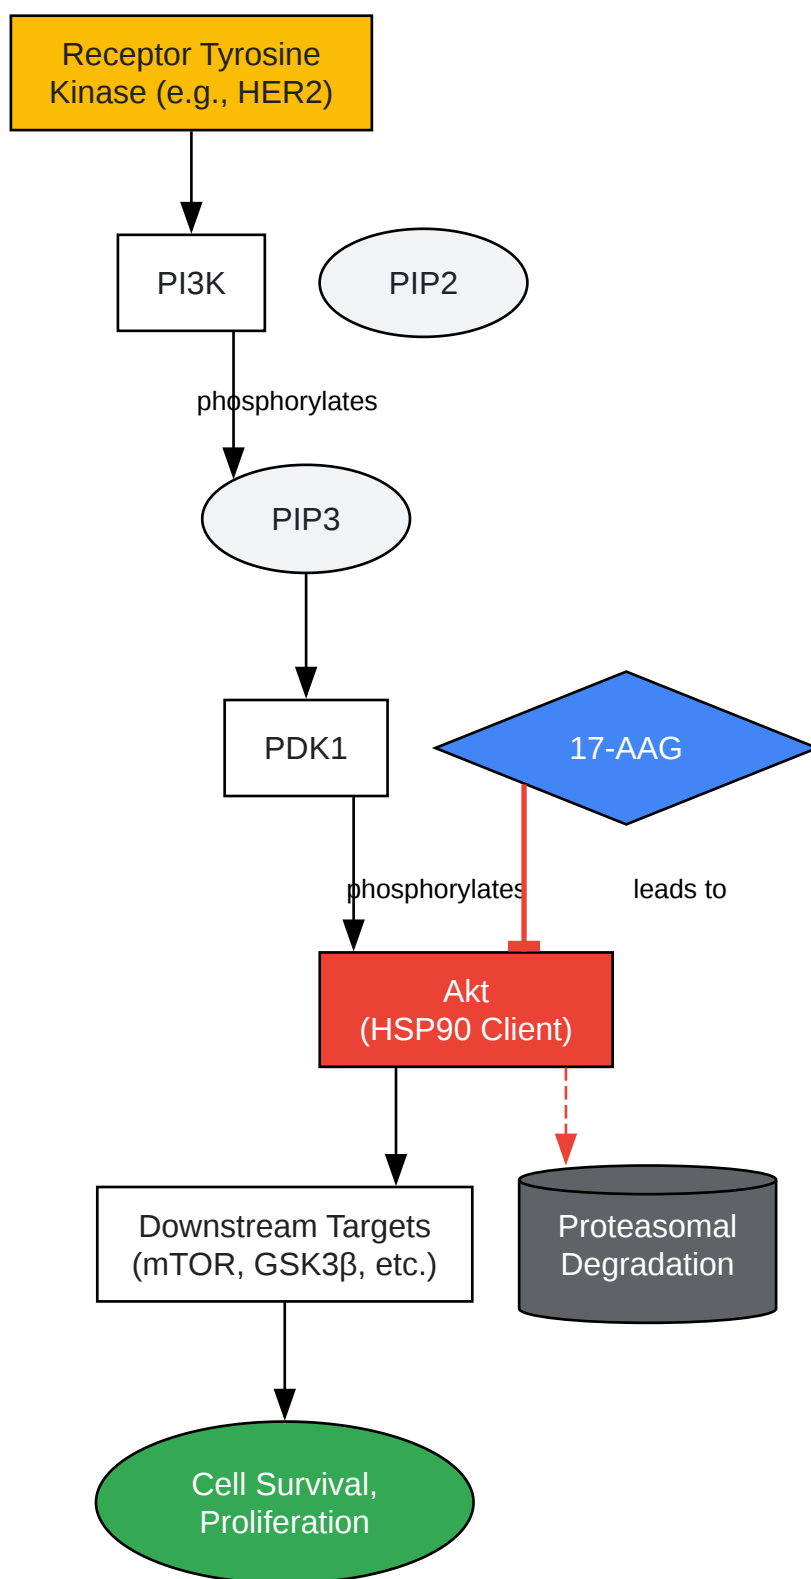 Receptor Tyrosine
Kinase (e.g., HER2)
PI3K
PIP2
phosphorylates
PIP3
PDK1
17-AAG
phosphorylates
leads to
Akt
(HSP90 Client)
Downstream Targets
(mTOR, GSK3β, etc.)
Proteasomal
Degradation
Cell Survival,
Proliferation